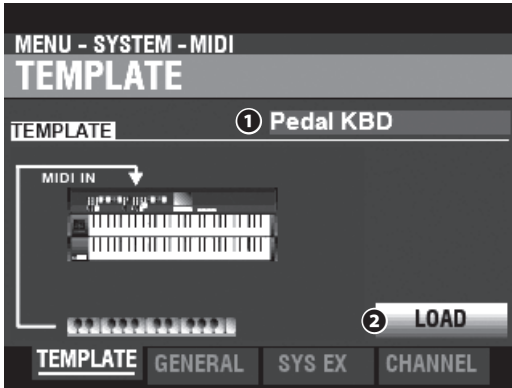 MENU - SYSTEM - MIDI
TEMPLATE
TEMPLATE
1 Pedal KBD
MIDI IN
2 LOAD
TEMPLATE GENERAL SYS EX CHANNEL